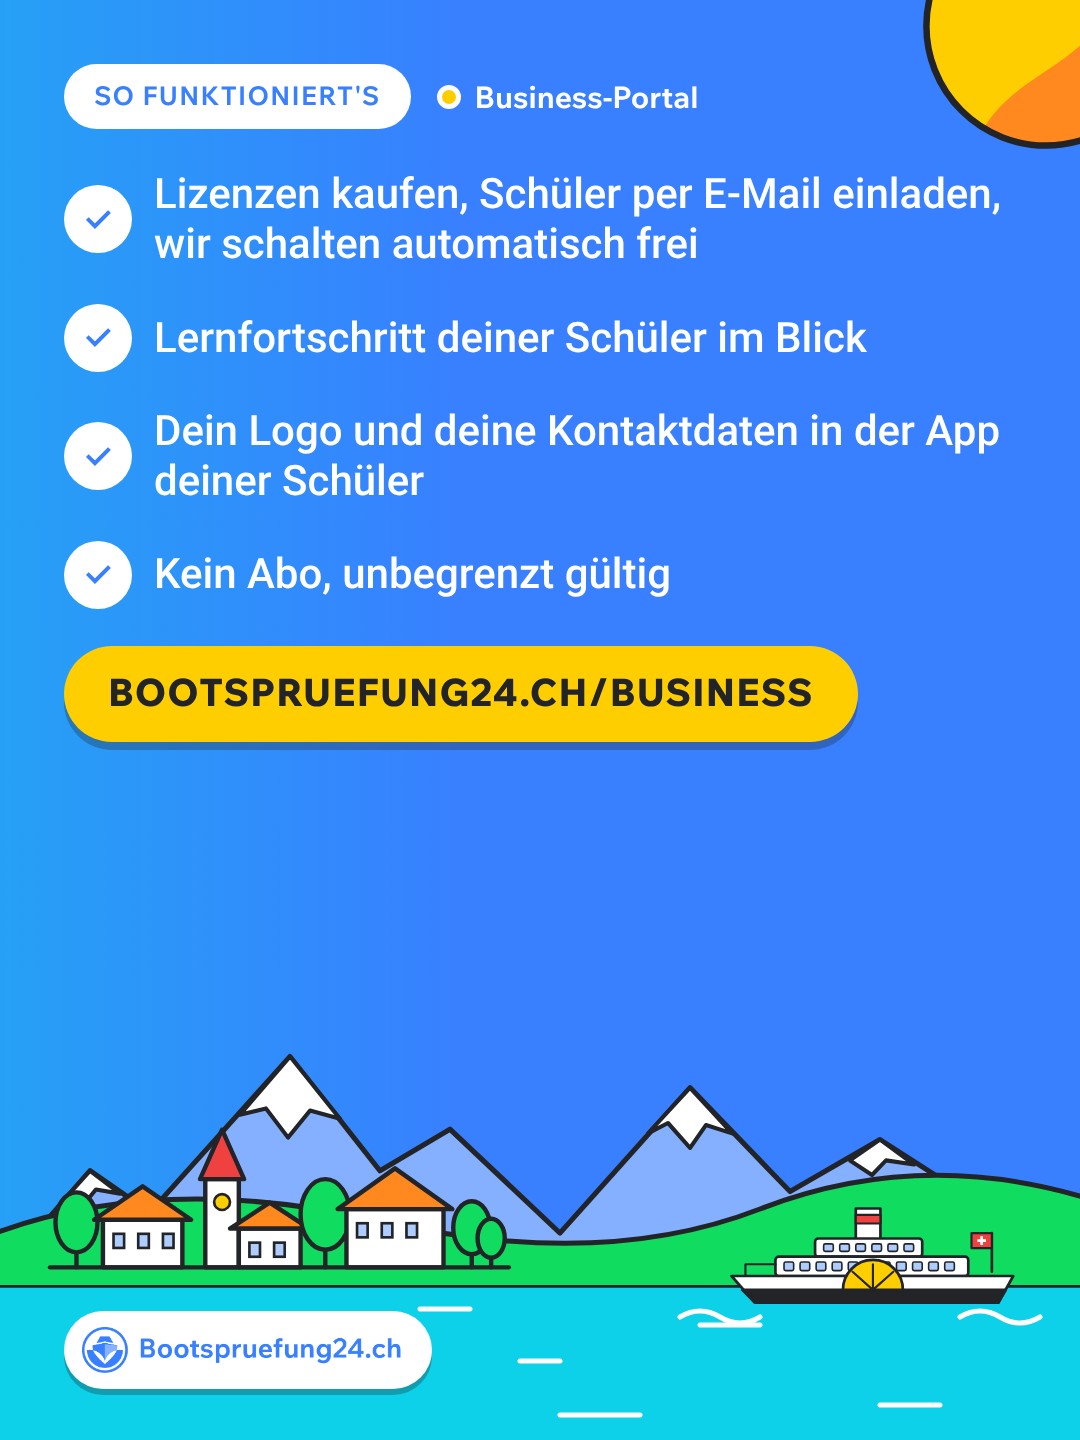 SO FUNKTIONIERT'S
Business-Portal
Lizenzen kaufen, Schüler per E-Mail einladen,
wir schalten automatisch frei
Lernfortschritt deiner Schüler im Blick
Dein Logo und deine Kontaktdaten in der App
deiner Schüler
Kein Abo, unbegrenzt gültig
BOOTSPRUEFUNG24.CH/BUSINESS
Bootspruefung24.ch